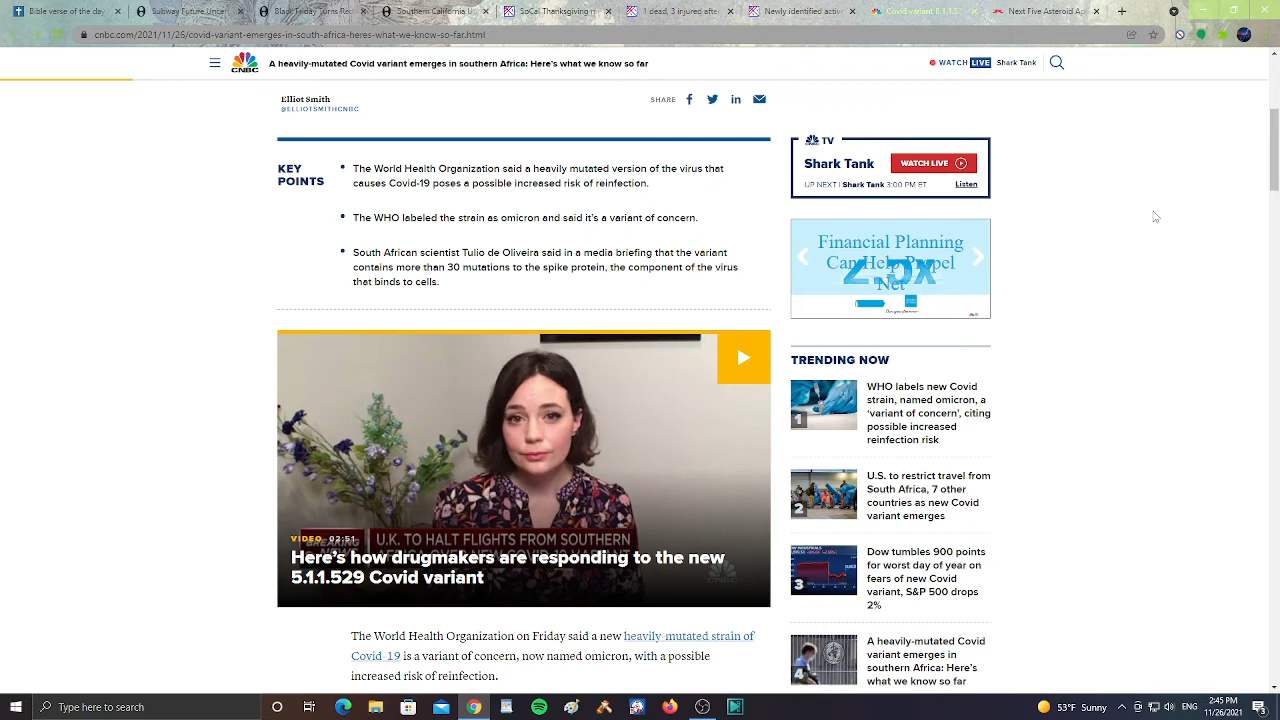 Bible verse of the day
Subway Function
Black Friday Torns Re
Southern California U
SoCal Thanksgiving
1 dead, 3 injured afte
Newly identified activ
Covid variant B.1.1.52
Next Five Asteroid Ap
cnbc.com/2021/11/26/covid-variant-emerges-in-south-africa-heres-what-we-know-so-far.html
CNBC
A heavily-mutated Covid variant emerges in southern Africa: Here's what we know so far
WATCH LIVE Shark Tank
Elliot Smith
@ELLIOTSMITHCNBC
SHARE
KEY
POINTS
The World Health Organization said a heavily mutated version of the virus that
causes Covid-19 poses a possible increased risk of reinfection.
The WHO labeled the strain as omicron and said it's a variant of concern.
South African scientist Tulio de Oliveira said in a media briefing that the variant
contains more than 30 mutations to the spike protein, the component of the virus
that binds to cells.
BREAKING
U.K. TO HALT FLIGHTS FROM SOUTHERN
VIDEO 02:51
Here's how drugmakers are responding to the new
5.1.1.529 Covid variant
CNBC
The World Health Organization on Friday said a new heavily-mutated strain of
Covid-19 is a variant of concern, now named omicron, with a possible
increased risk of reinfection.
CNBC TV
Shark Tank
WATCH LIVE
UP NEXT | Shark Tank 3:00 PM ET
Listen
Financial Planning
Can Help Propel
Net
2.5x
TRENDING NOW
1
WHO labels new Covid
strain, named omicron, a
'variant of concern', citing
possible increased
reinfection risk
2
U.S. to restrict travel from
South Africa, 7 other
countries as new Covid
variant emerges
3
Dow tumbles 900 points
for worst day of year on
fears of new Covid
variant, S&P 500 drops
2%
4
A heavily-mutated Covid
variant emerges in
southern Africa: Here's
what we know so far
Type here to search
53°F Sunny
2:45 PM
11/26/2021